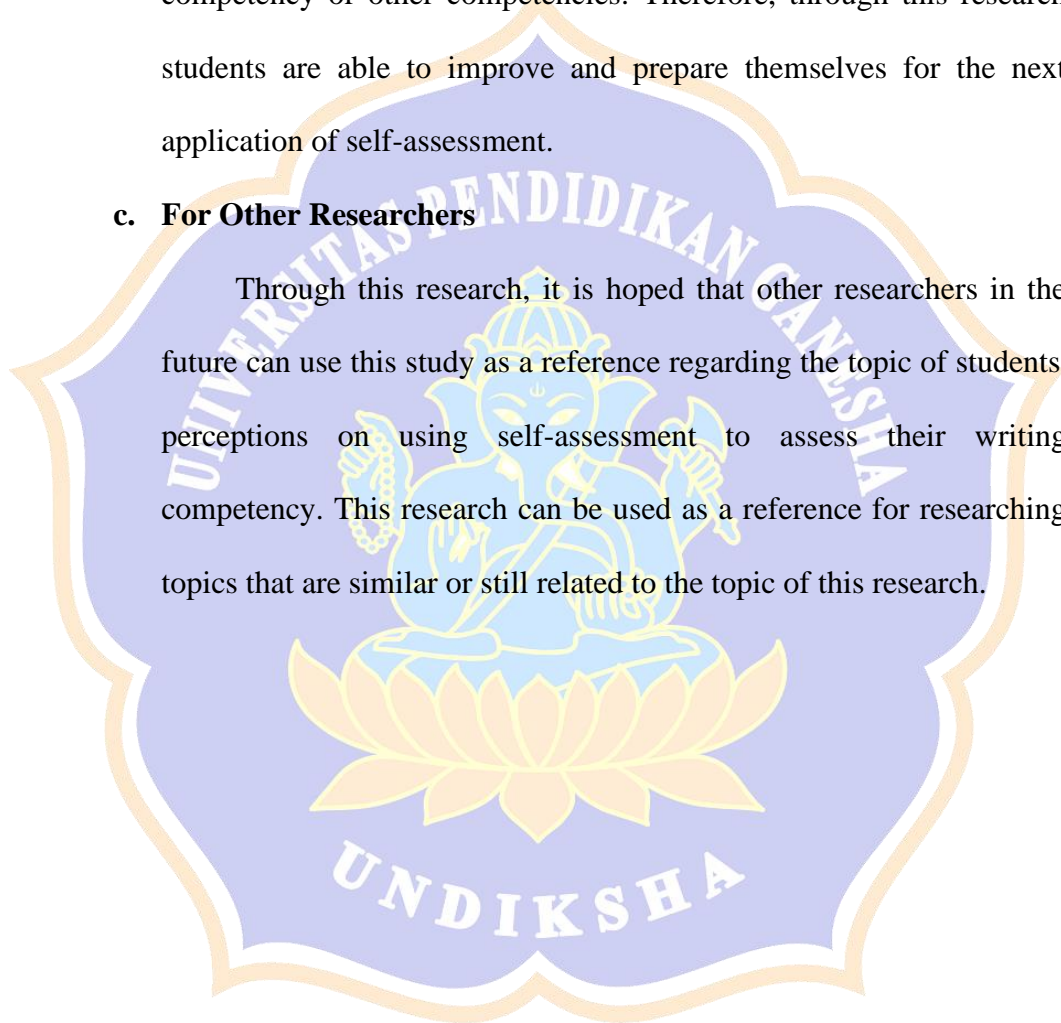 competency or other competencies. Therefore, through this research
students are able to improve and prepare themselves for the next
application of self-assessment.
c. For Other Researchers
Through this research, it is hoped that other researchers in the
future can use this study as a reference regarding the topic of students
perceptions on using self-assessment to assess their writing
competency. This research can be used as a reference for researching
topics that are similar or still related to the topic of this research.
UNIVERSITAS PENDIDIKAN GANESHA
UNDIKSHA